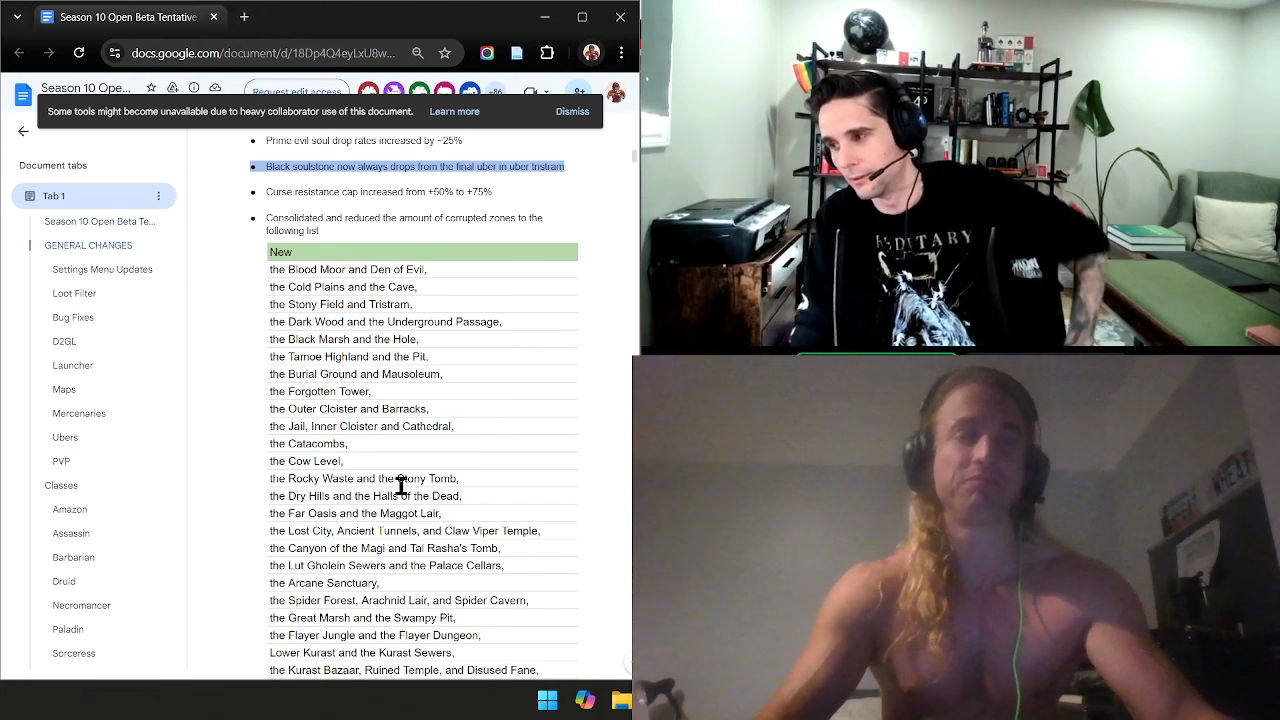 Season 10 Open Beta Tentative
docs.google.com/document/d/18Dp4Q4eyLxU8w...
Season 10 Ope...
Request edit access
Some tools might become unavailable due to heavy collaborative use of this document.
Learn more
Dismiss
Document tabs
Tab 1
Season 10 Open Beta Te...
GENERAL CHANGES
Settings Menu Updates
Loot Filter
Bug Fixes
D2GL
Launcher
Maps
Mercenaries
Ubers
PVP
Classes
Amazon
Assassin
Barbarian
Druid
Necromancer
Paladin
Sorceress
Prime evil soul drop rates increased by ~25%
Black soulstone now always drops from the final uber in uber tristram
Curse resistance cap increased from +50% to +75%
Consolidated and reduced the amount of corrupted zones to the
following list
New
the Blood Moor and Den of Evil,
the Cold Plains and the Cave,
the Stony Field and Tristram,
the Dark Wood and the Underground Passage,
the Black Marsh and the Hole,
the Tamoe Highland and the Pit,
the Burial Ground and Mausoleum,
the Forgotten Tower,
the Outer Cloister and Barracks,
the Jail, Inner Cloister and Cathedral,
the Catacombs,
the Cow Level,
the Rocky Waste and the Stony Tomb,
the Dry Hills and the Halls of the Dead,
the Far Oasis and the Maggot Lair,
the Lost City, Ancient Tunnels, and Claw Viper Temple,
the Canyon of the Magi and Tal Rasha's Tomb,
the Lut Gholein Sewers and the Palace Cellars,
the Arcane Sanctuary,
the Spider Forest, Arachnid Lair, and Spider Cavern,
the Great Marsh and the Swampy Pit,
the Flayer Jungle and the Flayer Dungeon,
Lower Kurast and the Kurast Sewers,
the Kurast Bazaar, Ruined Temple, and Disused Fane,